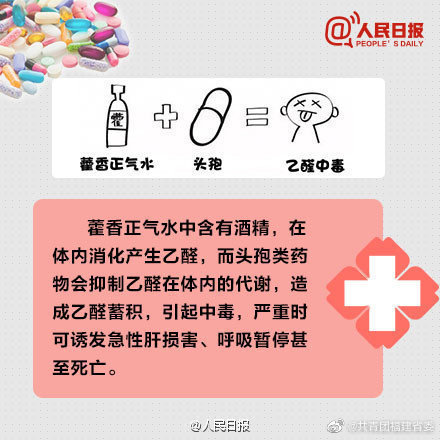 人民日报
PEOPLE'S DAILY
藿
藿香正气水 + 头孢 = 乙醛中毒
藿香正气水中含有酒精，在
体内消化产生乙醛，而头孢类药
物会抑制乙醛在体内的代谢，造
成乙醛蓄积，引起中毒，严重时
可诱发急性肝损害、呼吸暂停甚
至死亡。
@人民日报
@共青团福建省委